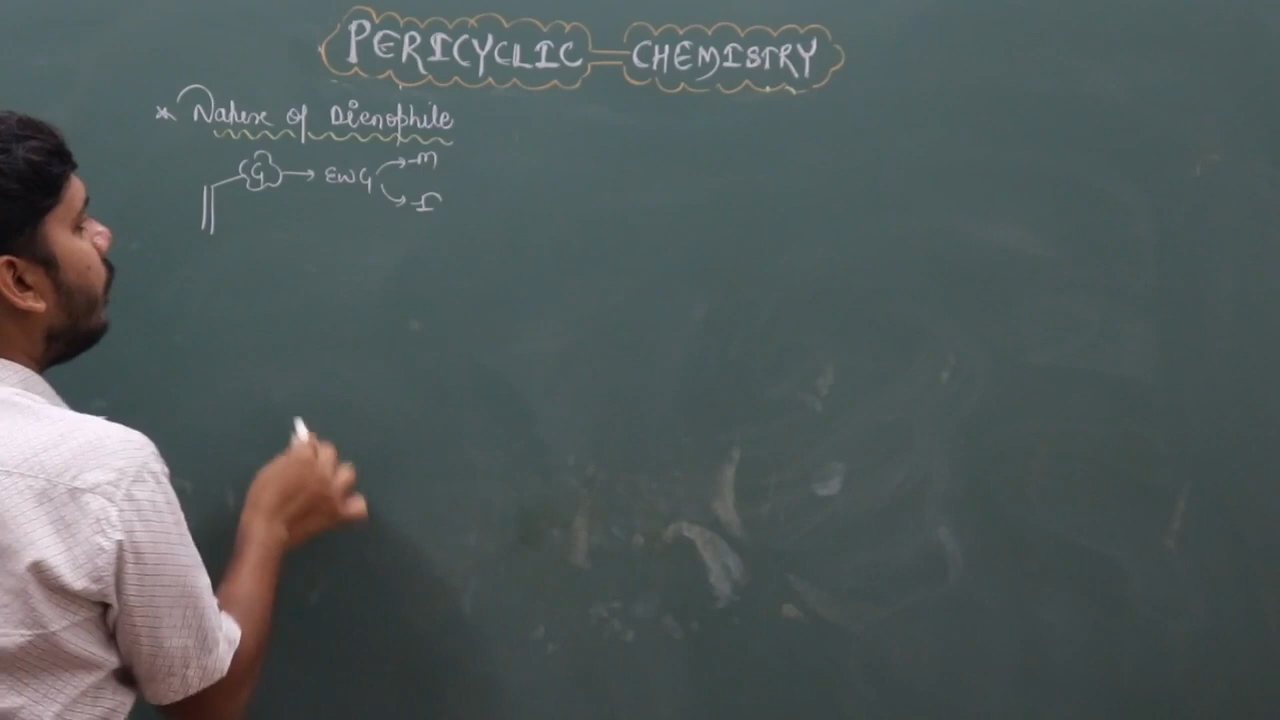 PERICYCLIC = CHEMISTRY
* Nature of Dienophile
G → EWG → -M
→ -I